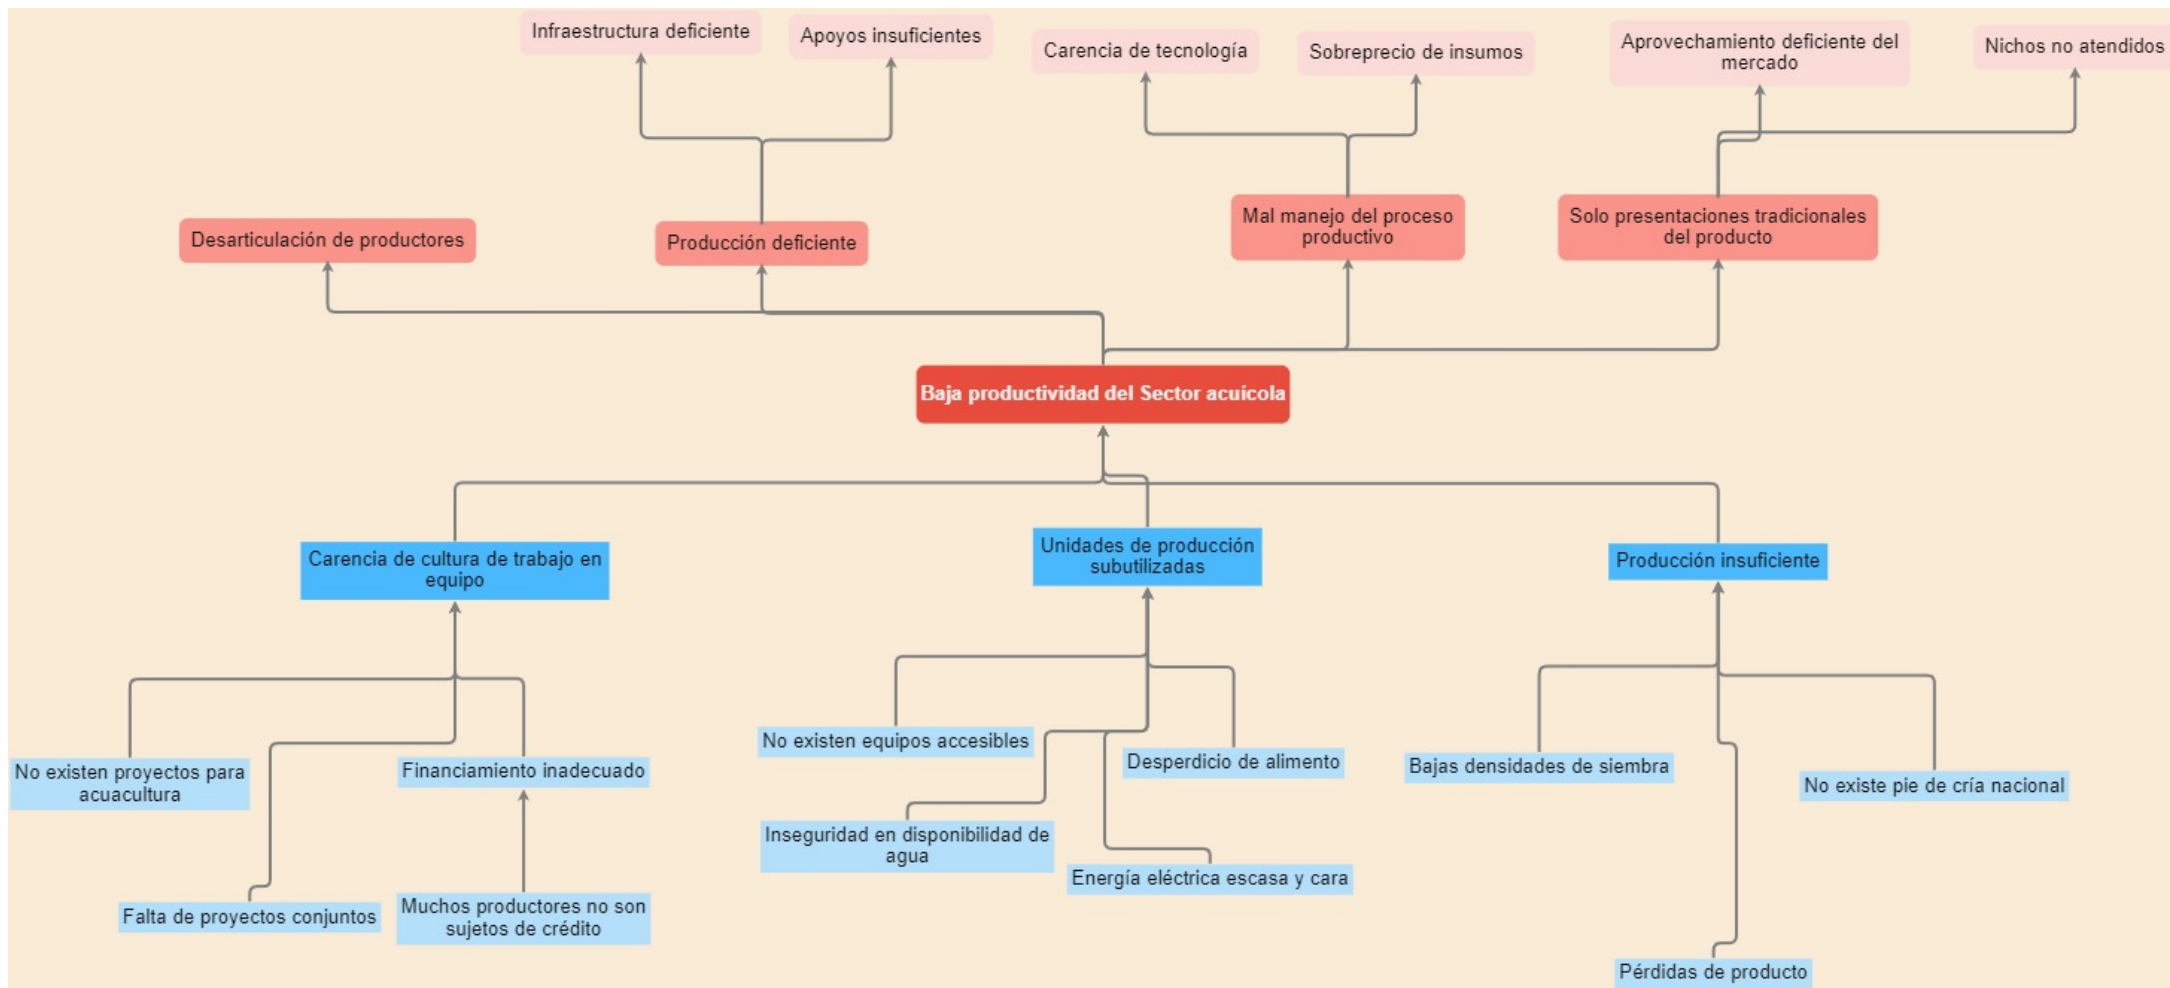 Infraestructura deficiente
Apoyos insuficientes
Carencia de tecnología
Sobreprecio de insumos
Aprovechamiento deficiente del
mercado
Nichos no atendidos
Desarticulación de productores
Producción deficiente
Mal manejo del proceso
productivo
Solo presentaciones tradicionales
del producto
Baja productividad del Sector acuícola
Carencia de cultura de trabajo en
equipo
Unidades de producción
subutilizadas
Producción insuficiente
No existen proyectos para
acuacultura
Financiamiento inadecuado
No existen equipos accesibles
Desperdicio de alimento
Bajas densidades de siembra
No existe pie de cría nacional
Inseguridad en disponibilidad de
agua
Energía eléctrica escasa y cara
Falta de proyectos conjuntos
Muchos productores no son
sujetos de crédito
Pérdidas de producto